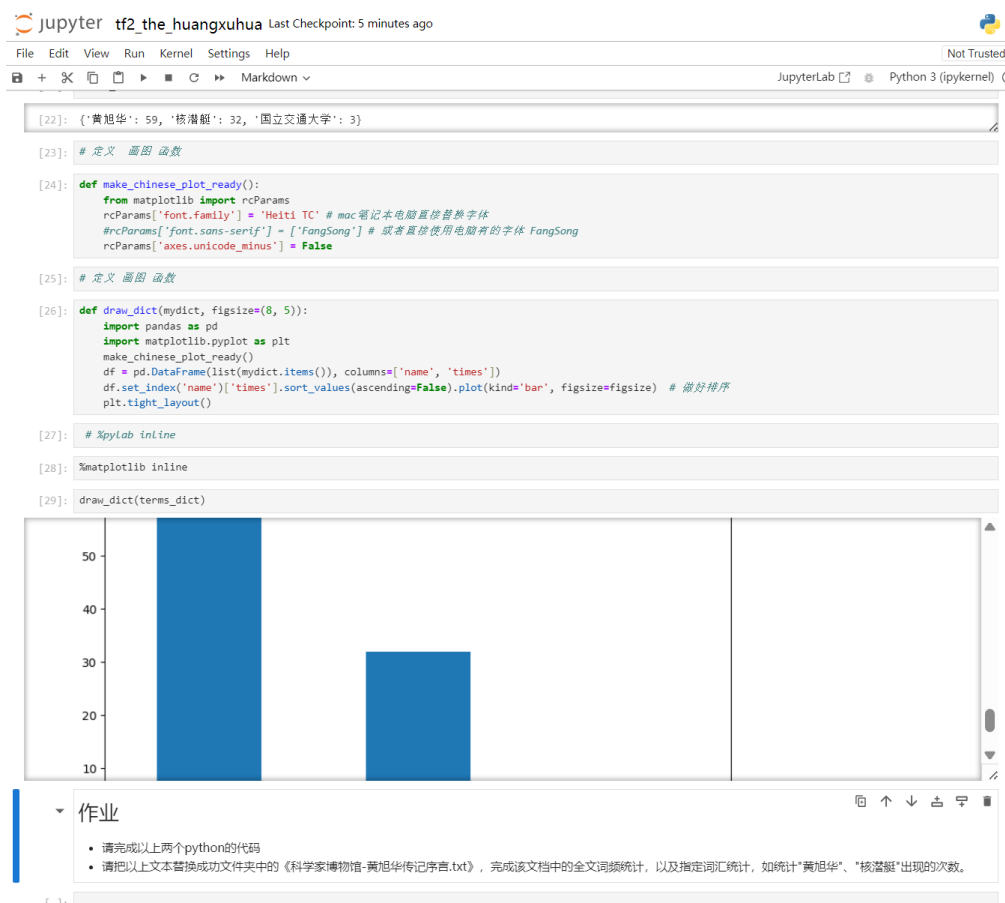 jupyter tf2_the_huangxuhua Last Checkpoint: 5 minutes ago
File Edit View Run Kernel Settings Help Not Trusted
Markdown JupyterLab Python 3 (ipykernel)
[22]: {'黄旭华': 59, '核潜艇': 32, '国立交通大学': 3}
[23]: # 定义 画图 函数
[24]: def make_chinese_plot_ready():
from matplotlib import rcParams
rcParams['font.family'] = 'Heiti TC' # mac笔记本电脑直接替换字体
#rcParams['font.sans-serif'] = ['FangSong'] # 或者直接使用电脑有的字体 FangSong
rcParams['axes.unicode_minus'] = False
[25]: # 定义 画图 函数
[26]: def draw_dict(mydict, figsize=(8, 5)):
import pandas as pd
import matplotlib.pyplot as plt
make_chinese_plot_ready()
df = pd.DataFrame(list(mydict.items()), columns=['name', 'times'])
df.set_index('name')['times'].sort_values(ascending=False).plot(kind='bar', figsize=figsize) # 做好排序
plt.tight_layout()
[27]: # %pylab inline
[28]: %matplotlib inline
[29]: draw_dict(terms_dict)
50
40
30
20
10
作业
• 请完成以上两个python的代码
• 请把以上文本替换成功文件夹中的《科学家博物馆-黄旭华传记序言.txt》，完成该文档中的全文词频统计，以及指定词汇统计，如统计"黄旭华"、"核潜艇"出现的次数。
[ ]: